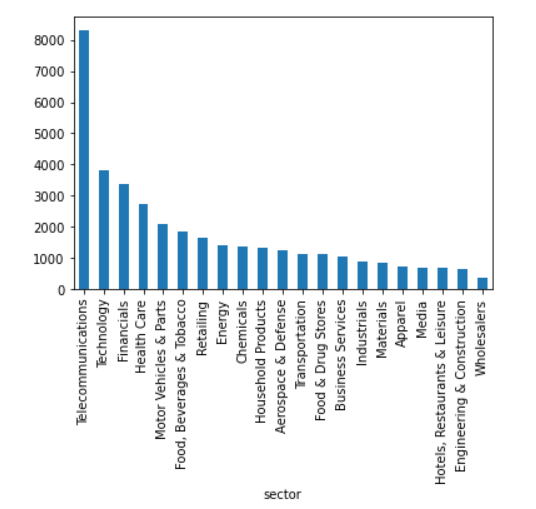 8000
7000
6000
5000
4000
3000
2000
1000
0
Telecommunications
Technology
Financials
Health Care
Motor Vehicles & Parts
Food, Beverages & Tobacco
Retailing
Energy
Chemicals
Household Products
Aerospace & Defense
Transportation
Food & Drug Stores
Business Services
Industrials
Materials
Apparel
Media
Hotels, Restaurants & Leisure
Engineering & Construction
Wholesalers
sector